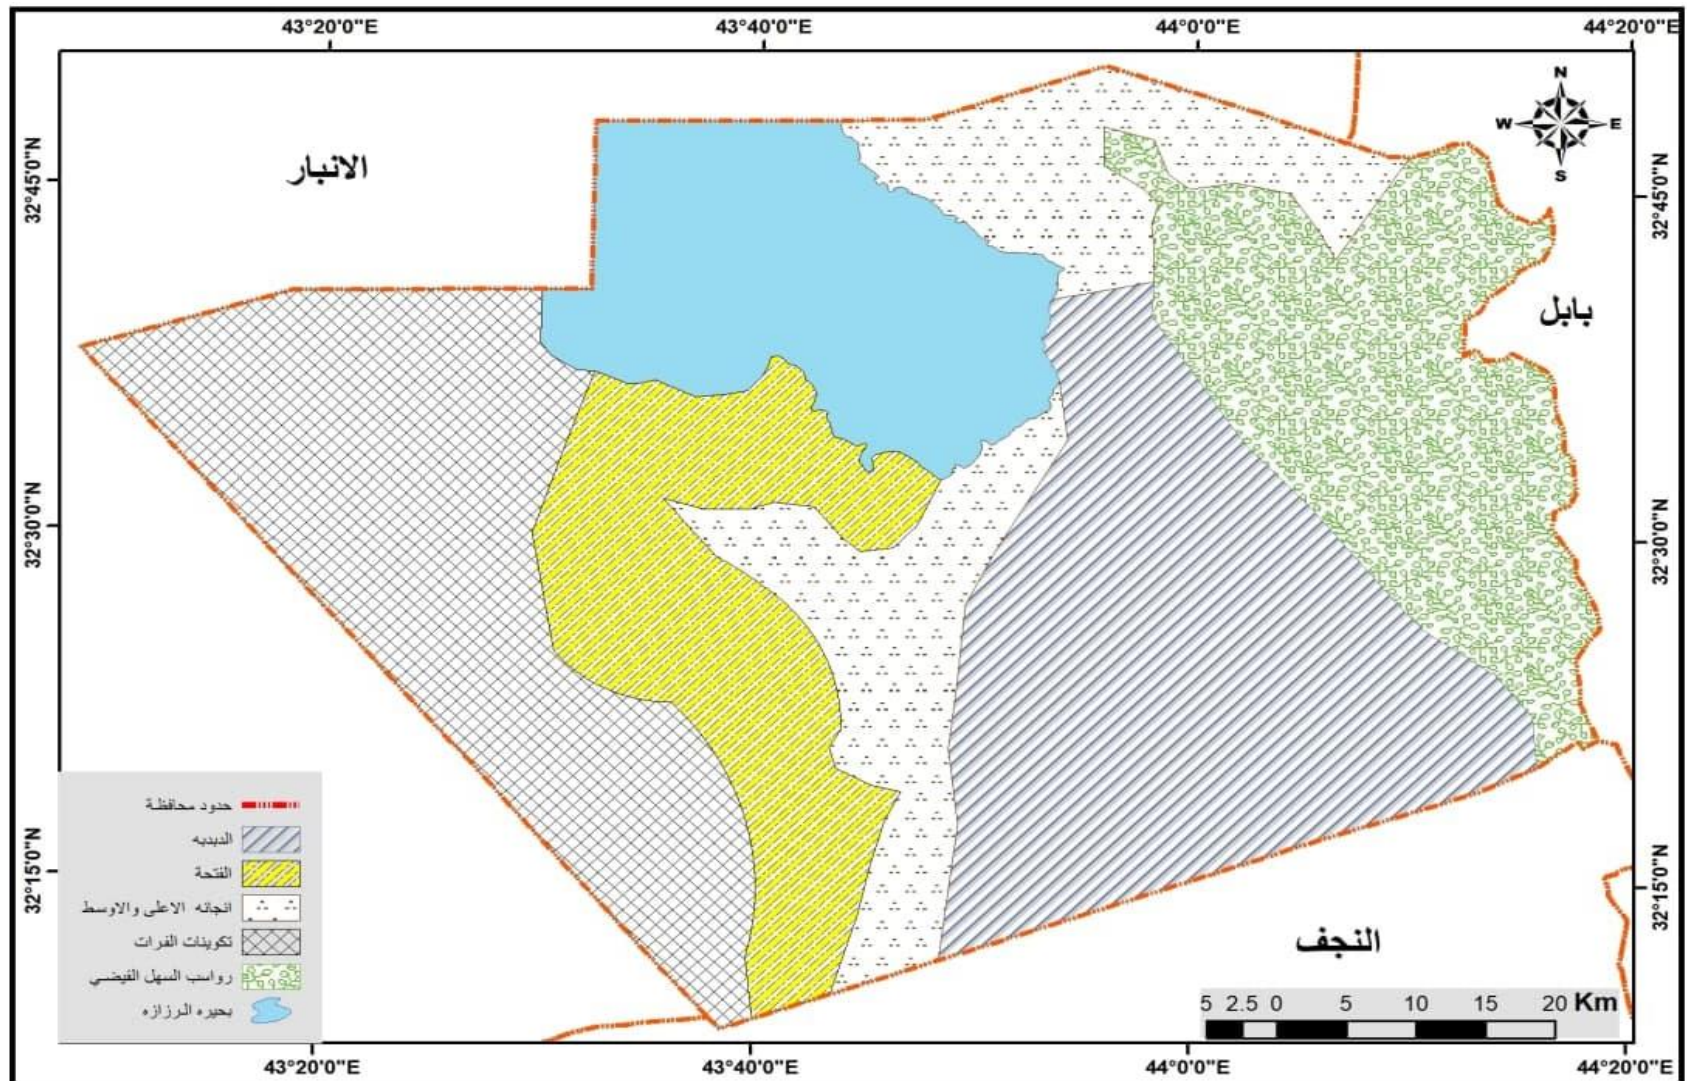 43°20'0"E
43°40'0"E
44°0'0"E
44°20'0"E
N
W
E
S
32°45'0"N
32°45'0"N
الانبار
بابل
32°30'0"N
32°30'0"N
حدود محافظة
الدبدبه
الفتحة
انجانه الاعلى والاوسط
تكوينات الفرات
رواسب السهل الفيضي
بحيره الرزازه
32°15'0"N
32°15'0"N
النجف
5 2.5 0 5 10 15 20 Km
43°20'0"E
43°40'0"E
44°0'0"E
44°20'0"E